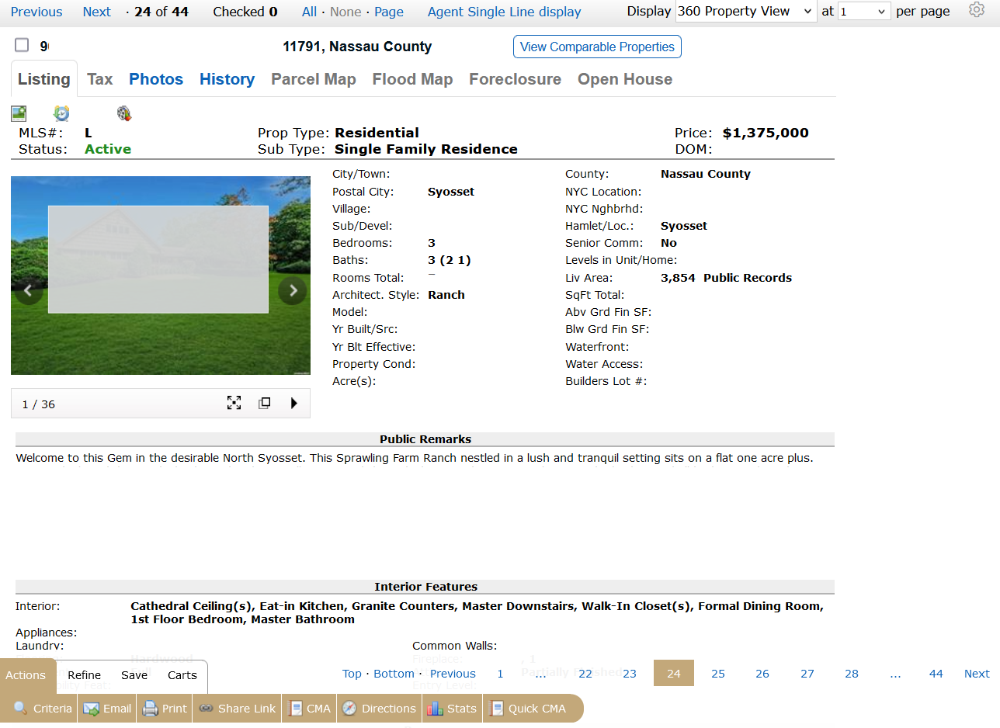 Previous Next · 24 of 44 Checked 0 All · None · Page Agent Single Line display Display 360 Property View at 1 per page
11791, Nassau County View Comparable Properties
Listing Tax Photos History Parcel Map Flood Map Foreclosure Open House
MLS#: L Prop Type: Residential Price: $1,375,000
Status: Active Sub Type: Single Family Residence DOM:
City/Town: County: Nassau County
Postal City: Syosset NYC Location:
Village: NYC Nghbrhd:
Sub/Devel: Hamlet/Loc.: Syosset
Bedrooms: 3 Senior Comm: No
Baths: 3 (2 1) Levels in Unit/Home:
Rooms Total: Liv Area: 3,854 Public Records
Architect. Style: Ranch SqFt Total:
Model: Abv Grd Fin SF:
Yr Built/Src: Blw Grd Fin SF:
Yr Blt Effective: Waterfront:
Property Cond: Water Access:
Acre(s): Builders Lot #:
1 / 36
Public Remarks
Welcome to this Gem in the desirable North Syosset. This Sprawling Farm Ranch nestled in a lush and tranquil setting sits on a flat one acre plus.
Interior Features
Interior: Cathedral Ceiling(s), Eat-in Kitchen, Granite Counters, Master Downstairs, Walk-In Closet(s), Formal Dining Room,
1st Floor Bedroom, Master Bathroom
Appliances:
Laundry: Common Walls:
Hardwood Fireplace: , 1
Actions Refine Save Carts Top · Bottom · Previous 1 ... 22 23 24 25 26 27 28 ... 44 Next
Entry Level:
Criteria Email Print Share Link CMA Directions Stats Quick CMA